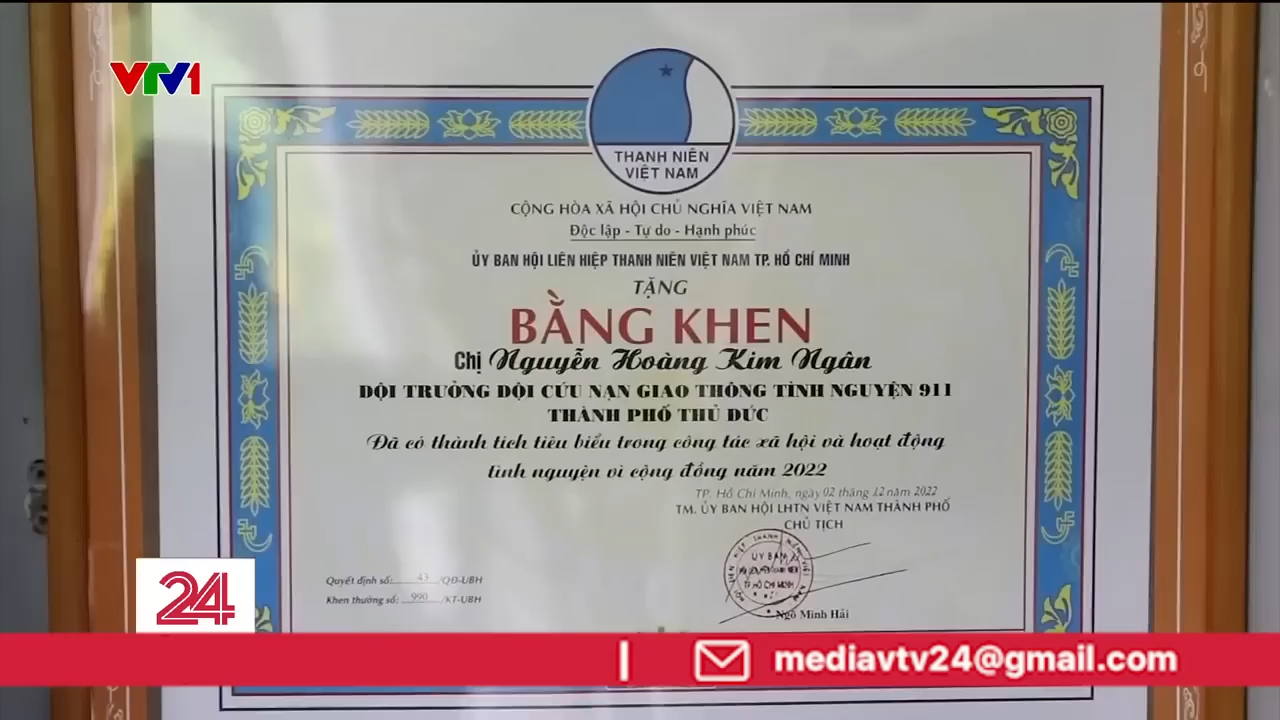 VTV1
THANH NIÊN
VIỆT NAM
CỘNG HÒA XÃ HỘI CHỦ NGHĨA VIỆT NAM
Độc lập - Tự do - Hạnh phúc
ỦY BAN HỘI LIÊN HIỆP THANH NIÊN VIỆT NAM TP. HỒ CHÍ MINH
TẶNG
BẰNG KHEN
Chị Nguyễn Hoàng Kim Ngân
ĐỘI TRƯỞNG ĐỘI CỨU NẠN GIAO THÔNG TÌNH NGUYỆN 911
THÀNH PHỐ THỦ ĐỨC
Đã có thành tích tiêu biểu trong công tác xã hội và hoạt động
tình nguyện vì cộng đồng năm 2022
TP. Hồ Chí Minh, ngày 02 tháng 12 năm 2022
TM. ỦY BAN HỘI LHTN VIỆT NAM THÀNH PHỐ
CHỦ TỊCH
ỦY BAN
TP HỒ CHÍ MINH
Ngô Minh Hải
Quyết định số: 43 /QĐ-UBH
Khen thưởng số: 990 /KT-UBH
24
mediavtv24@gmail.com